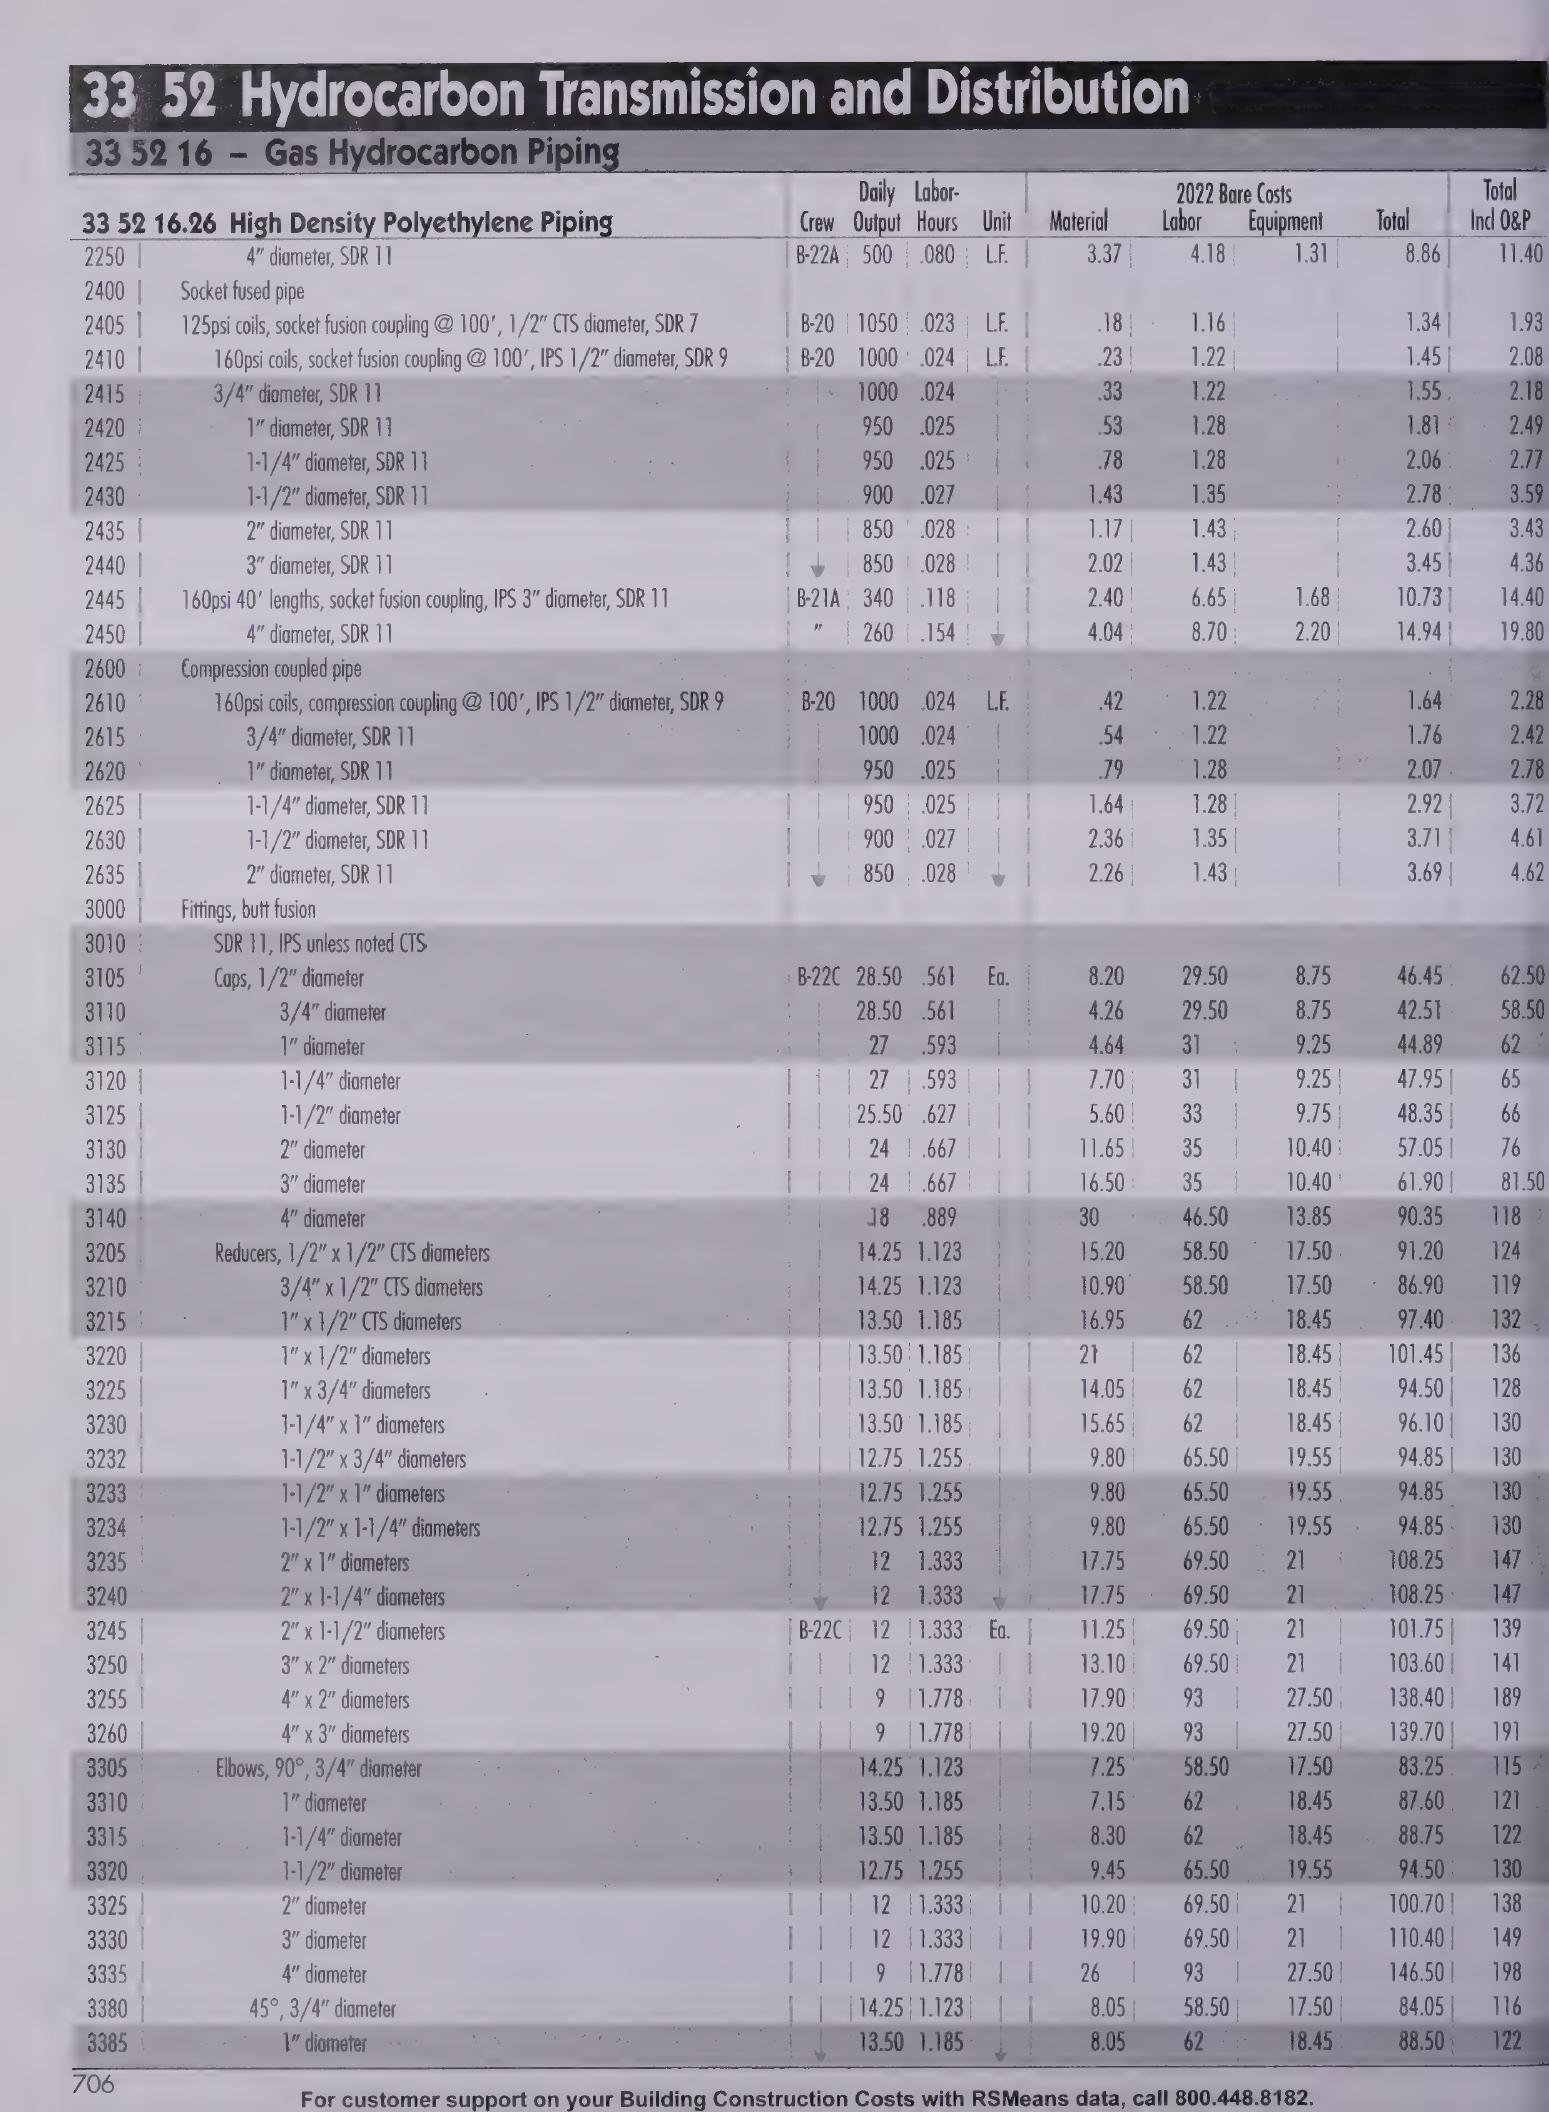 33 52 Hydrocarbon Transmission and Distribution
33 52 16 – Gas Hydrocarbon Piping
33 52 16.26 High Density Polyethylene Piping Crew Daily Output Labor-Hours Unit Material 2022 Bare Costs Labor Equipment Total Total Incl O&P
2250 4" diameter, SDR 11 B-22A 500 .080 L.F. 3.37 4.18 1.31 8.86 11.40
2400 Socket fused pipe
2405 125psi coils, socket fusion coupling @ 100', 1/2" CTS diameter, SDR 7 B-20 1050 .023 L.F. .18 1.16 1.34 1.93
2410 160psi coils, socket fusion coupling @ 100', IPS 1/2" diameter, SDR 9 B-20 1000 .024 L.F. .23 1.22 1.45 2.08
2415 3/4" diameter, SDR 11 1000 .024 .33 1.22 1.55 2.18
2420 1" diameter, SDR 11 950 .025 .53 1.28 1.81 2.49
2425 1-1/4" diameter, SDR 11 950 .025 .78 1.28 2.06 2.77
2430 1-1/2" diameter, SDR 11 900 .027 1.43 1.35 2.78 3.59
2435 2" diameter, SDR 11 850 .028 1.17 1.43 2.60 3.43
2440 3" diameter, SDR 11 850 .028 2.02 1.43 3.45 4.36
2445 160psi 40' lengths, socket fusion coupling, IPS 3" diameter, SDR 11 B-21A 340 .118 2.40 6.65 1.68 10.73 14.40
2450 4" diameter, SDR 11 " 260 .154 4.04 8.70 2.20 14.94 19.80
2600 Compression coupled pipe
2610 160psi coils, compression coupling @ 100', IPS 1/2" diameter, SDR 9 B-20 1000 .024 L.F. .42 1.22 1.64 2.28
2615 3/4" diameter, SDR 11 1000 .024 .54 1.22 1.76 2.42
2620 1" diameter, SDR 11 950 .025 .79 1.28 2.07 2.78
2625 1-1/4" diameter, SDR 11 950 .025 1.64 1.28 2.92 3.72
2630 1-1/2" diameter, SDR 11 900 .027 2.36 1.35 3.71 4.61
2635 2" diameter, SDR 11 850 .028 2.26 1.43 3.69 4.62
3000 Fittings, butt fusion
3010 SDR 11, IPS unless noted CTS
3105 Caps, 1/2" diameter B-22C 28.50 .561 Ea. 8.20 29.50 8.75 46.45 62.50
3110 3/4" diameter 28.50 .561 4.26 29.50 8.75 42.51 58.50
3115 1" diameter 27 .593 4.64 31 9.25 44.89 62
3120 1-1/4" diameter 27 .593 7.70 31 9.25 47.95 65
3125 1-1/2" diameter 25.50 .627 5.60 33 9.75 48.35 66
3130 2" diameter 24 .667 11.65 35 10.40 57.05 76
3135 3" diameter 24 .667 16.50 35 10.40 61.90 81.50
3140 4" diameter 18 .889 30 46.50 13.85 90.35 118
3205 Reducers, 1/2" x 1/2" CTS diameters 14.25 1.123 15.20 58.50 17.50 91.20 124
3210 3/4" x 1/2" CTS diameters 14.25 1.123 10.90 58.50 17.50 86.90 119
3215 1" x 1/2" CTS diameters 13.50 1.185 16.95 62 18.45 97.40 132
3220 1" x 1/2" diameters 13.50 1.185 21 62 18.45 101.45 136
3225 1" x 3/4" diameters 13.50 1.185 14.05 62 18.45 94.50 128
3230 1-1/4" x 1" diameters 13.50 1.185 15.65 62 18.45 96.10 130
3232 1-1/2" x 3/4" diameters 12.75 1.255 9.80 65.50 19.55 94.85 130
3233 1-1/2" x 1" diameters 12.75 1.255 9.80 65.50 19.55 94.85 130
3234 1-1/2" x 1-1/4" diameters 12.75 1.255 9.80 65.50 19.55 94.85 130
3235 2" x 1" diameters 12 1.333 17.75 69.50 21 108.25 147
3240 2" x 1-1/4" diameters 12 1.333 17.75 69.50 21 108.25 147
3245 2" x 1-1/2" diameters B-22C 12 1.333 Ea. 11.25 69.50 21 101.75 139
3250 3" x 2" diameters 12 1.333 13.10 69.50 21 103.60 141
3255 4" x 2" diameters 9 1.778 17.90 93 27.50 138.40 189
3260 4" x 3" diameters 9 1.778 19.20 93 27.50 139.70 191
3305 Elbows, 90°, 3/4" diameter 14.25 1.123 7.25 58.50 17.50 83.25 115
3310 1" diameter 13.50 1.185 7.15 62 18.45 87.60 121
3315 1-1/4" diameter 13.50 1.185 8.30 62 18.45 88.75 122
3320 1-1/2" diameter 12.75 1.255 9.45 65.50 19.55 94.50 130
3325 2" diameter 12 1.333 10.20 69.50 21 100.70 138
3330 3" diameter 12 1.333 19.90 69.50 21 110.40 149
3335 4" diameter 9 1.778 26 93 27.50 146.50 198
3380 45°, 3/4" diameter 14.25 1.123 8.05 58.50 17.50 84.05 116
3385 1" diameter 13.50 1.185 8.05 62 18.45 88.50 122
706
For customer support on your Building Construction Costs with RSMeans data, call 800.448.8182.